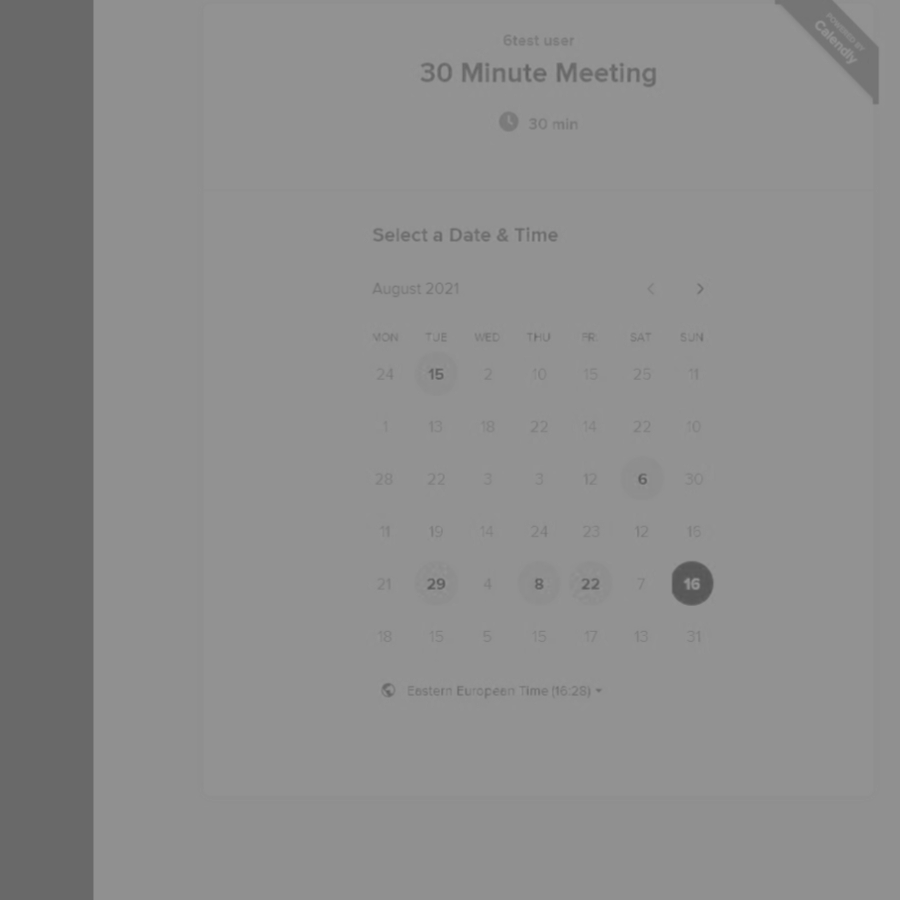 POWERED BY
Calendly
6test user
30 Minute Meeting
30 min
Select a Date & Time
August 2021
MON TUE WED THU FRI SAT SUN
24 15 2 10 15 25 11
1 13 18 22 14 22 10
28 22 3 3 12 6 30
11 19 14 24 23 12 15
21 29 4 8 22 7 16
18 15 5 15 17 13 31
Eastern European Time (16:28)